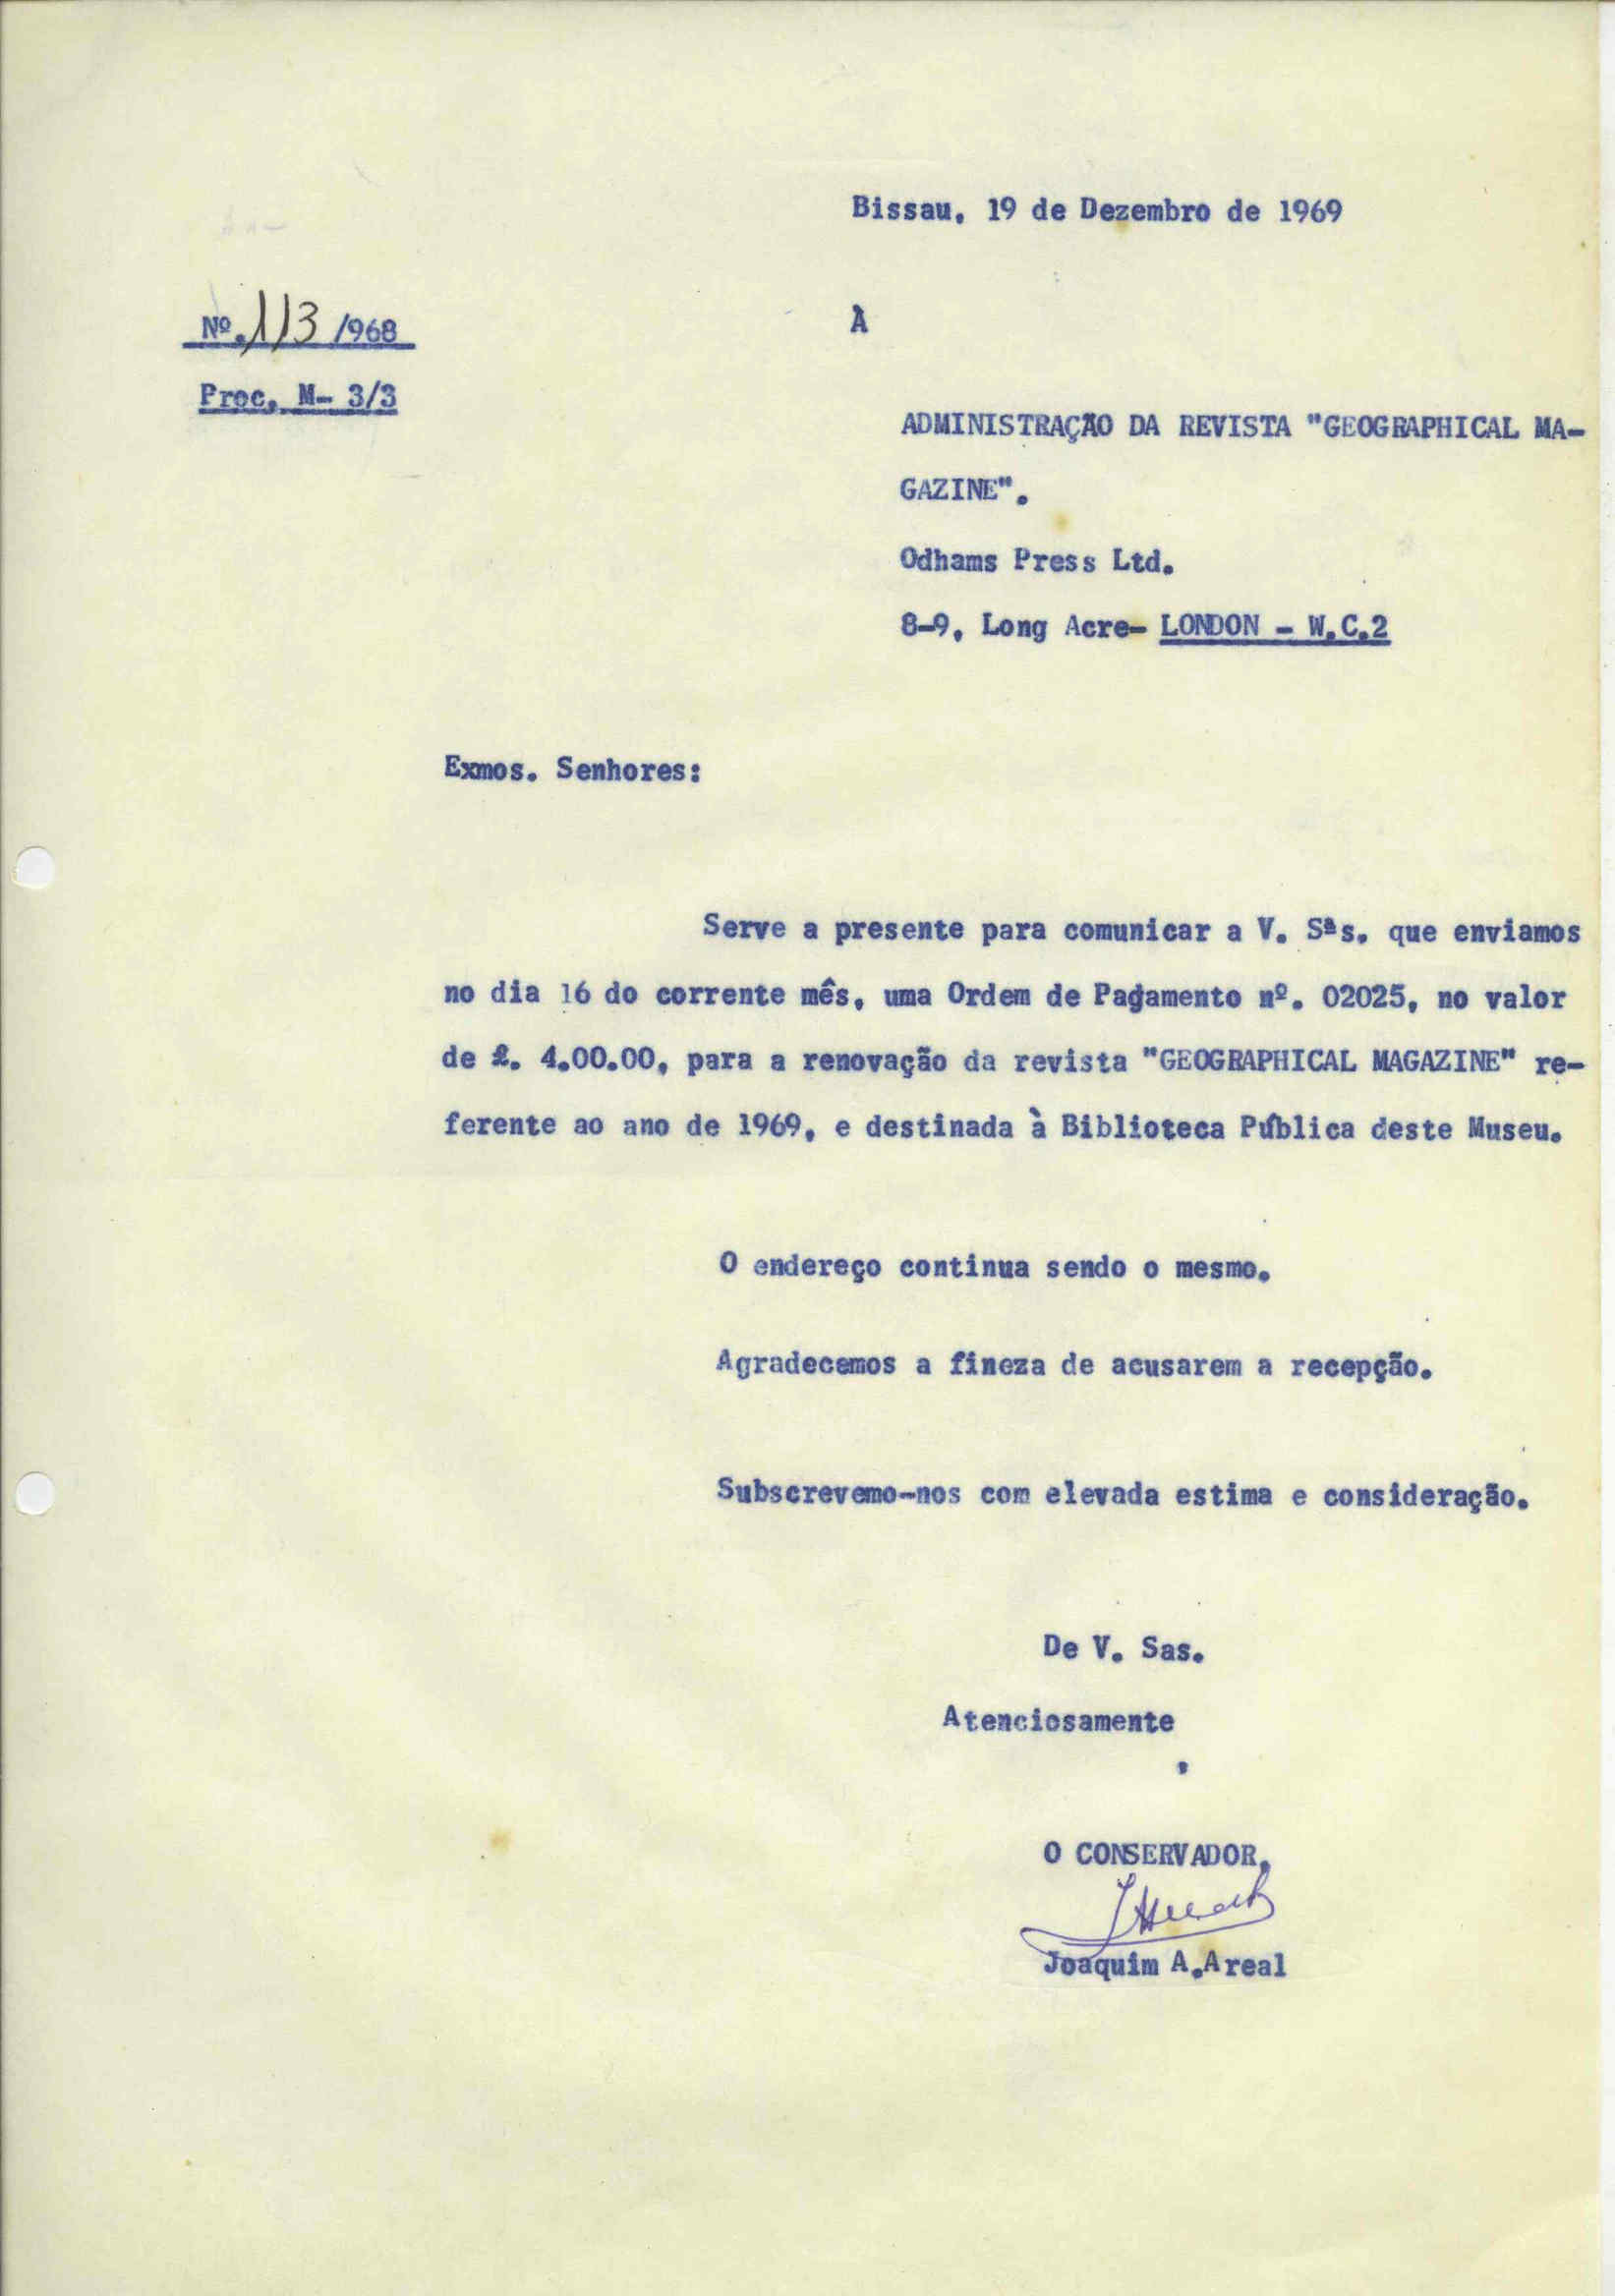 Bissau, 19 de Dezembro de 1969
Nº. 113 /968
À
Proc. M- 3/3
ADMINISTRAÇÃO DA REVISTA "GEOGRAPHICAL MA-
GAZINE".
Odhams Press Ltd.
8-9, Long Acre- LONDON - W.C.2
Exmos. Senhores:
Serve a presente para comunicar a V. Sªs. que enviamos
no dia 16 do corrente mês, uma Ordem de Pagamento nº. 02025, no valor
de £. 4.00.00, para a renovação da revista "GEOGRAPHICAL MAGAZINE" re-
ferente ao ano de 1969, e destinada à Biblioteca Pública deste Museu.
O endereço continua sendo o mesmo.
Agradecemos a fineza de acusarem a recepção.
Subscrevemo-nos com elevada estima e consideração.
De V. Sas.
Atenciosamente
O CONSERVADOR,
Joaquim A.Areal